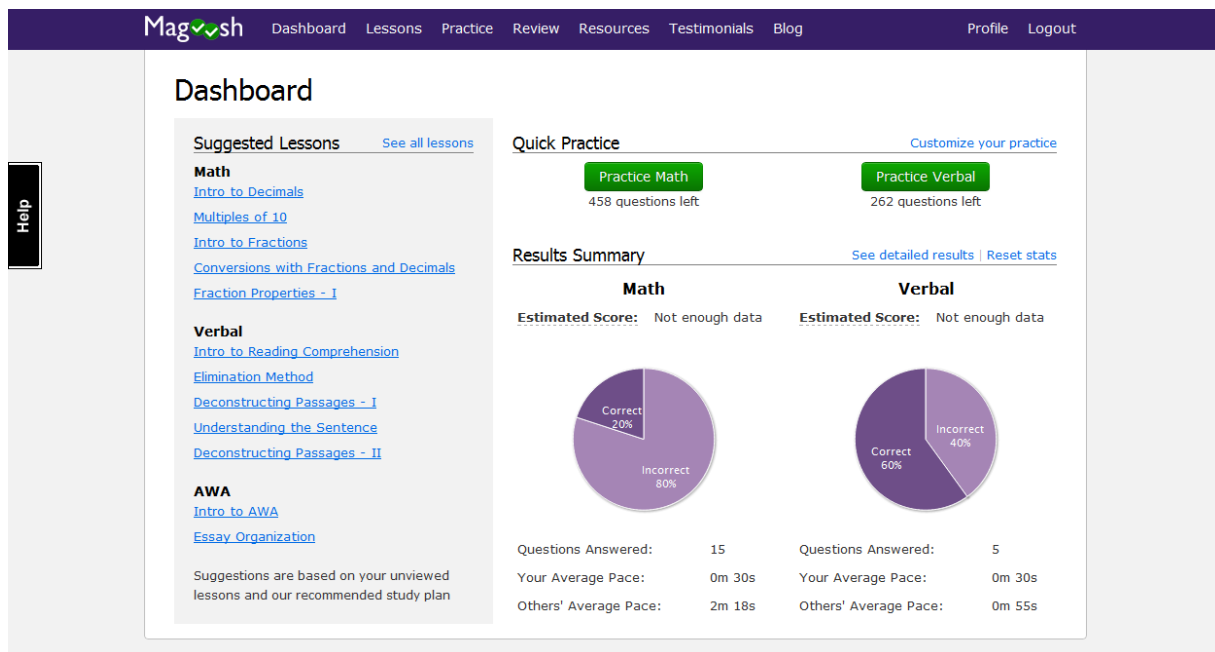 Magoosh Dashboard Lessons Practice Review Resources Testimonials Blog Profile Logout
Help
Dashboard
Suggested Lessons See all lessons
Math
Intro to Decimals
Multiples of 10
Intro to Fractions
Conversions with Fractions and Decimals
Fraction Properties - I
Verbal
Intro to Reading Comprehension
Elimination Method
Deconstructing Passages - I
Understanding the Sentence
Deconstructing Passages - II
AWA
Intro to AWA
Essay Organization
Suggestions are based on your unviewed
lessons and our recommended study plan
Quick Practice Customize your practice
Practice Math Practice Verbal
458 questions left 262 questions left
Results Summary See detailed results | Reset stats
Math
Estimated Score: Not enough data
Correct
20%
Incorrect
80%
Questions Answered: 15
Your Average Pace: 0m 30s
Others' Average Pace: 2m 18s
Verbal
Estimated Score: Not enough data
Incorrect
40%
Correct
60%
Questions Answered: 5
Your Average Pace: 0m 30s
Others' Average Pace: 0m 55s